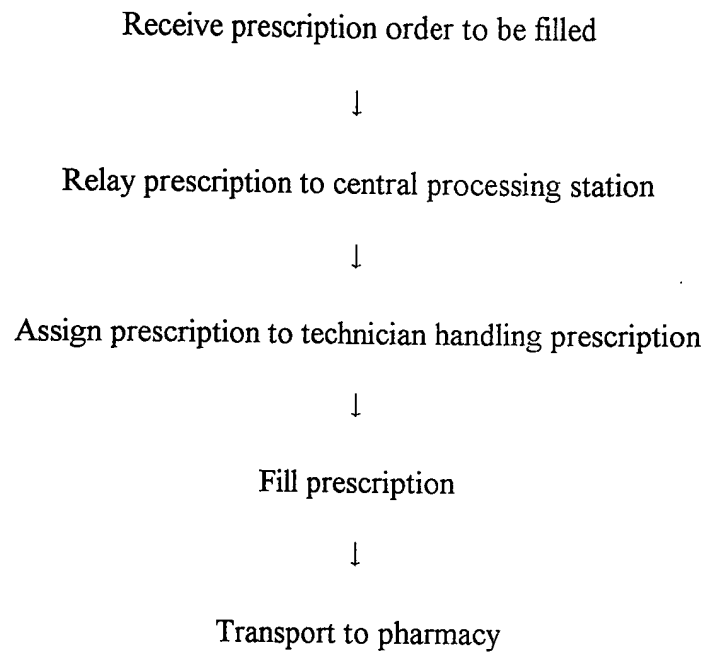 Receive prescription order to be filled
↓
Relay prescription to central processing station
↓
Assign prescription to technician handling prescription
↓
Fill prescription
↓
Transport to pharmacy